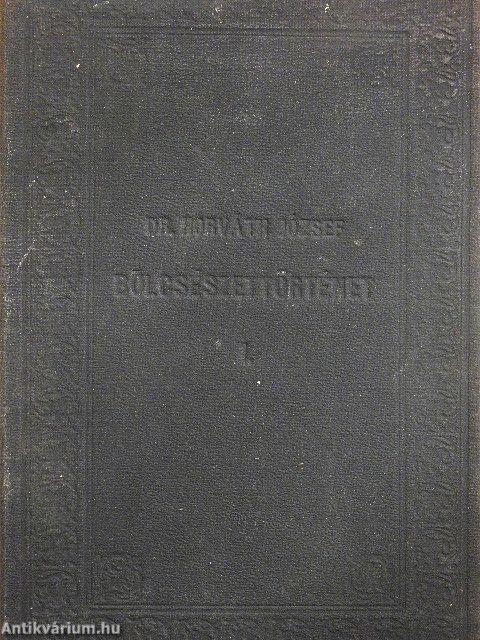 DR. HORVÁTH JÓZSEF
BÖLCSÉSZETTÖRTÉNET
I.
Antikvárium.hu